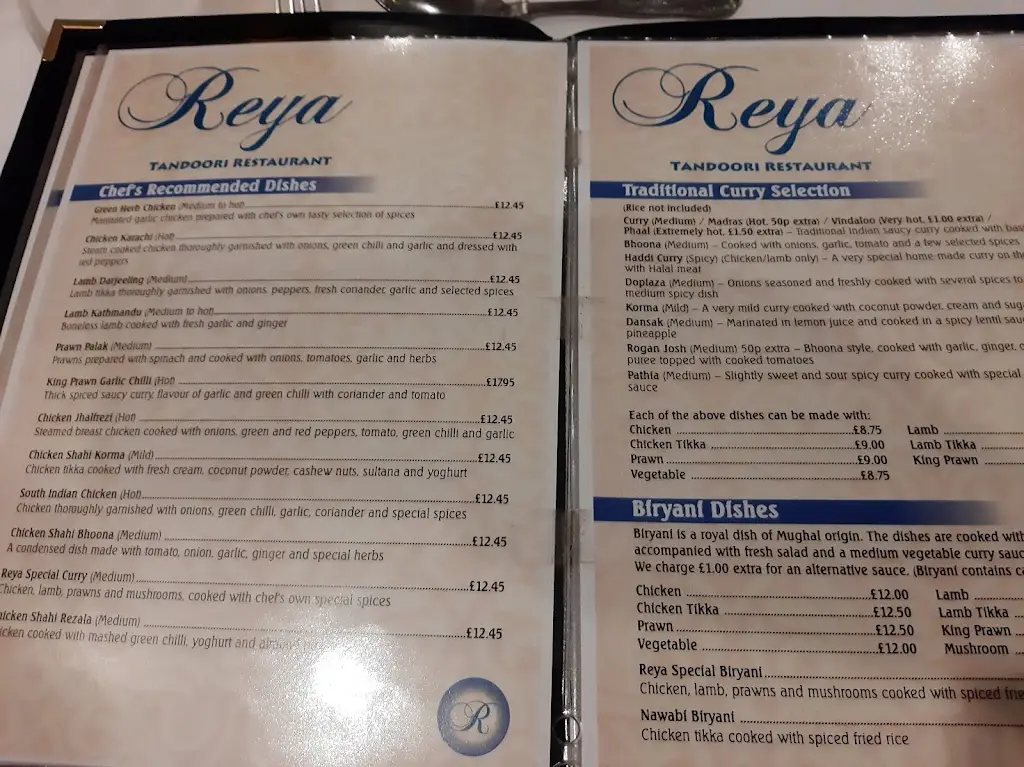 Reya
TANDOORI RESTAURANT
Chef's Recommended Dishes
Green Herb Chicken (Medium to hot) £12.45
Marinated garlic chicken prepared with chef's own tasty selection of spices
Chicken Karachi (Hot) £12.45
Steam cooked chicken thoroughly garnished with onions, green chilli and garlic and dressed with
red peppers
Lamb Darjeeling (Medium) £12.45
Lamb tikka thoroughly garnished with onions, peppers, fresh coriander, garlic and selected spices
Lamb Kathmandu (Medium to hot) £12.45
Boneless lamb cooked with fresh garlic and ginger
Prawn Palak (Medium) £12.45
Prawns prepared with spinach and cooked with onions, tomatoes, garlic and herbs
King Prawn Garlic Chilli (Hot) £17.95
Thick spiced saucy curry, flavour of garlic and green chilli with coriander and tomato
Chicken Jhalfrezi (Hot) £12.45
Steamed breast chicken cooked with onions, green and red peppers, tomato, green chilli and garlic
Chicken Shahi Korma (Mild) £12.45
Chicken tikka cooked with fresh cream, coconut powder, cashew nuts, sultana and yoghurt
South Indian Chicken (Hot) £12.45
Chicken thoroughly garnished with onions, green chilli, garlic, coriander and special spices
Chicken Shahi Bhoona (Medium) £12.45
A condensed dish made with tomato, onion, garlic, ginger and special herbs
Reya Special Curry (Medium) £12.45
Chicken, lamb, prawns and mushrooms, cooked with chef's own special spices
hicken Shahi Rezala (Medium) £12.45
icken cooked with mashed green chilli, yoghurt and
R
Reya
TANDOORI RESTAURANT
Traditional Curry Selection
(Rice not included)
Curry (Medium) / Madras (Hot, 50p extra) / Vindaloo (Very hot, £1.00 extra) /
Phaal (Extremely hot, £1.50 extra) – Traditional Indian saucy curry cooked with bas
Bhoona (Medium) – Cooked with onions, garlic, tomato and a few selected spices
Haddi Curry (Spicy) (Chicken/lamb only) – A very special home-made curry on the
with Halal meat
Doplaza (Medium) – Onions seasoned and freshly cooked with several spices to
medium spicy dish
Korma (Mild) – A very mild curry cooked with coconut powder, cream and suga
Dansak (Medium) – Marinated in lemon juice and cooked in a spicy lentil sauc
pineapple
Rogan Josh (Medium) 50p extra – Bhoona style, cooked with garlic, ginger,
puree topped with cooked tomatoes
Pathia (Medium) – Slightly sweet and sour spicy curry cooked with special
sauce
Each of the above dishes can be made with:
Chicken £8.75 Lamb
Chicken Tikka £9.00 Lamb Tikka
Prawn £9.00 King Prawn
Vegetable £8.75
Biryani Dishes
Biryani is a royal dish of Mughal origin. The dishes are cooked with
accompanied with fresh salad and a medium vegetable curry sauc
We charge £1.00 extra for an alternative sauce. (Biryani contains ca
Chicken £12.00 Lamb
Chicken Tikka £12.50 Lamb Tikka
Prawn £12.50 King Prawn
Vegetable £12.00 Mushroom
Reya Special Biryani
Chicken, lamb, prawns and mushrooms cooked with spiced frie
Nawabi Biryani
Chicken tikka cooked with spiced fried rice